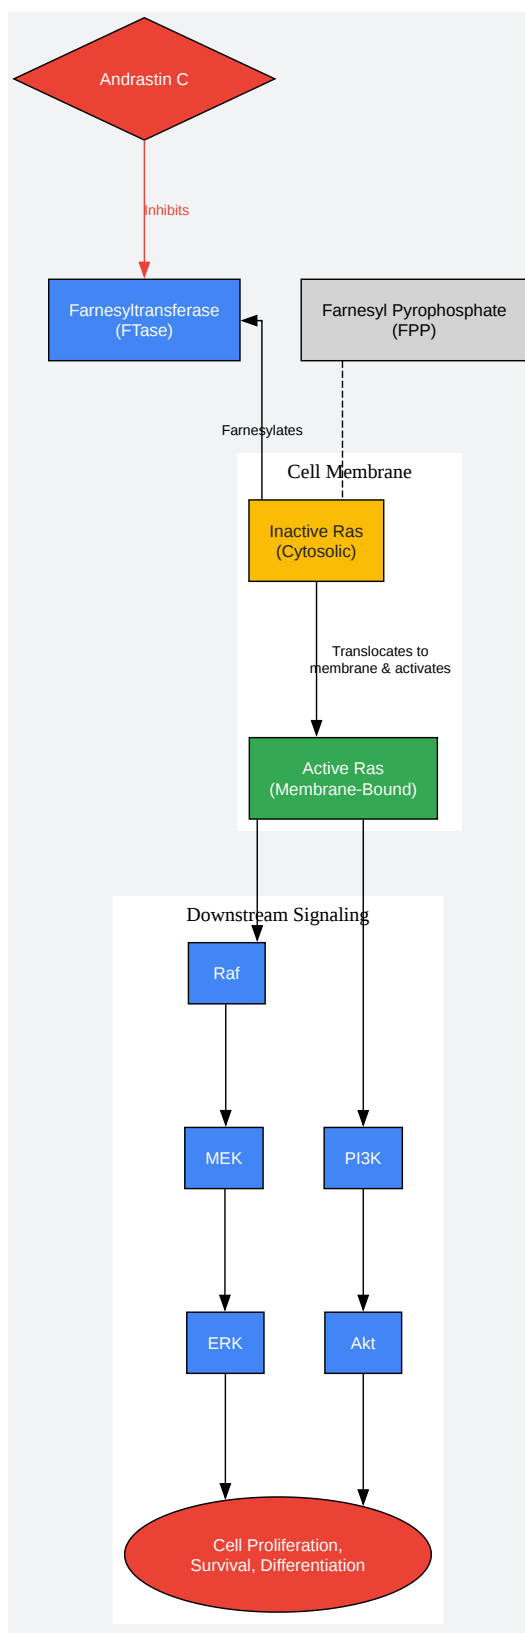 Andrastin C
Inhibits
Farnesyltransferase
(FTase)
Farnesyl Pyrophosphate
(FPP)
Farnesylates
Cell Membrane
Inactive Ras
(Cytosolic)
Translocates to
membrane & activates
Active Ras
(Membrane-Bound)
Downstream Signaling
Raf
MEK
PI3K
ERK
Akt
Cell Proliferation,
Survival, Differentiation